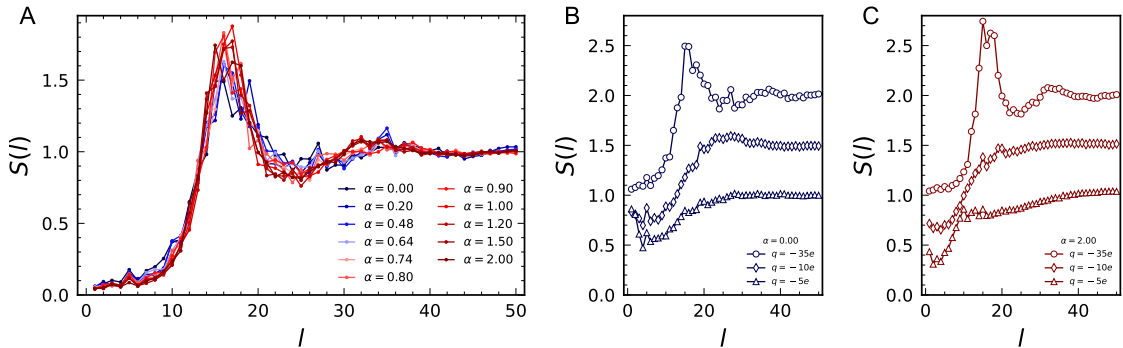 A
S(l)
1.5
1.0
0.5
0.0
0
10
20
30
40
50
l
α = 0.00
α = 0.20
α = 0.48
α = 0.64
α = 0.74
α = 0.80
α = 0.90
α = 1.00
α = 1.20
α = 1.50
α = 2.00
B
S(l)
2.5
2.0
1.5
1.0
0.5
0.0
0
20
40
l
α = 0.00
q = −35e
q = −10e
q = −5e
C
S(l)
2.5
2.0
1.5
1.0
0.5
0.0
0
20
40
l
α = 2.00
q = −35e
q = −10e
q = −5e